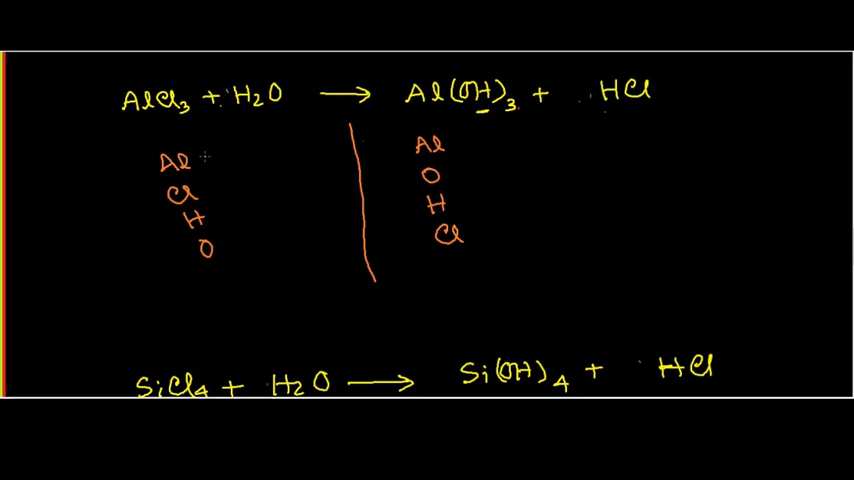 AlCl₃ + H₂O → Al(OH)₃ + HCl
Al Al
Cl O
H H
O Cl
SiCl₄ + H₂O → Si(OH)₄ + HCl